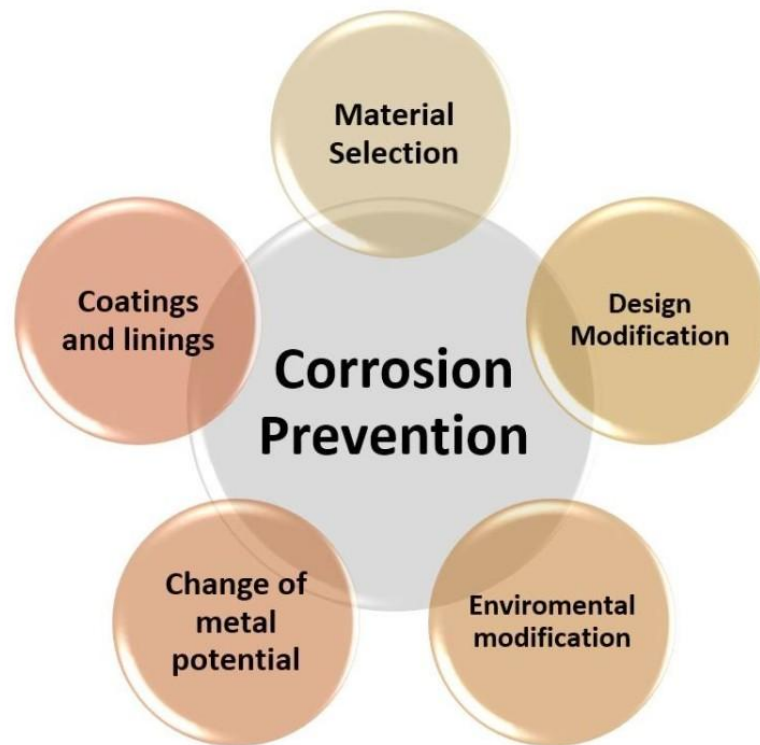 Material
Selection
Design
Modification
Enviromental
modification
Change of
metal
potential
Coatings
and linings
Corrosion
Prevention